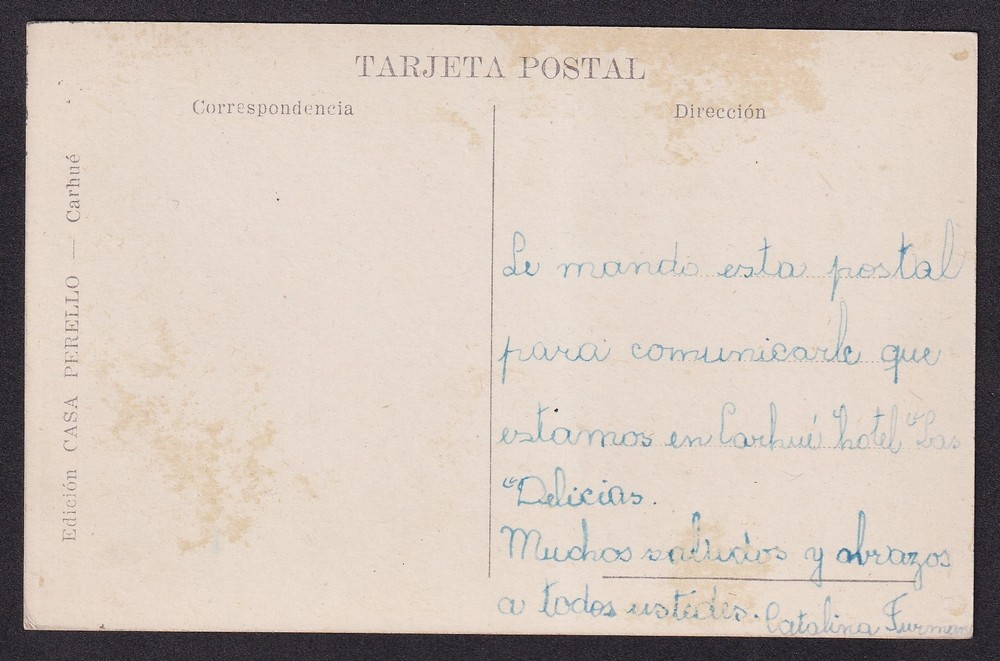 TARJETA POSTAL
Correspondencia
Dirección
Edición CASA PERELLO — Carhué
Le mando esta postal
para comunicarle que
estamos en Carhué hotel "Las
"Delicias.
Muchos saludos y abrazos
a todos ustedes. Catalina Furman